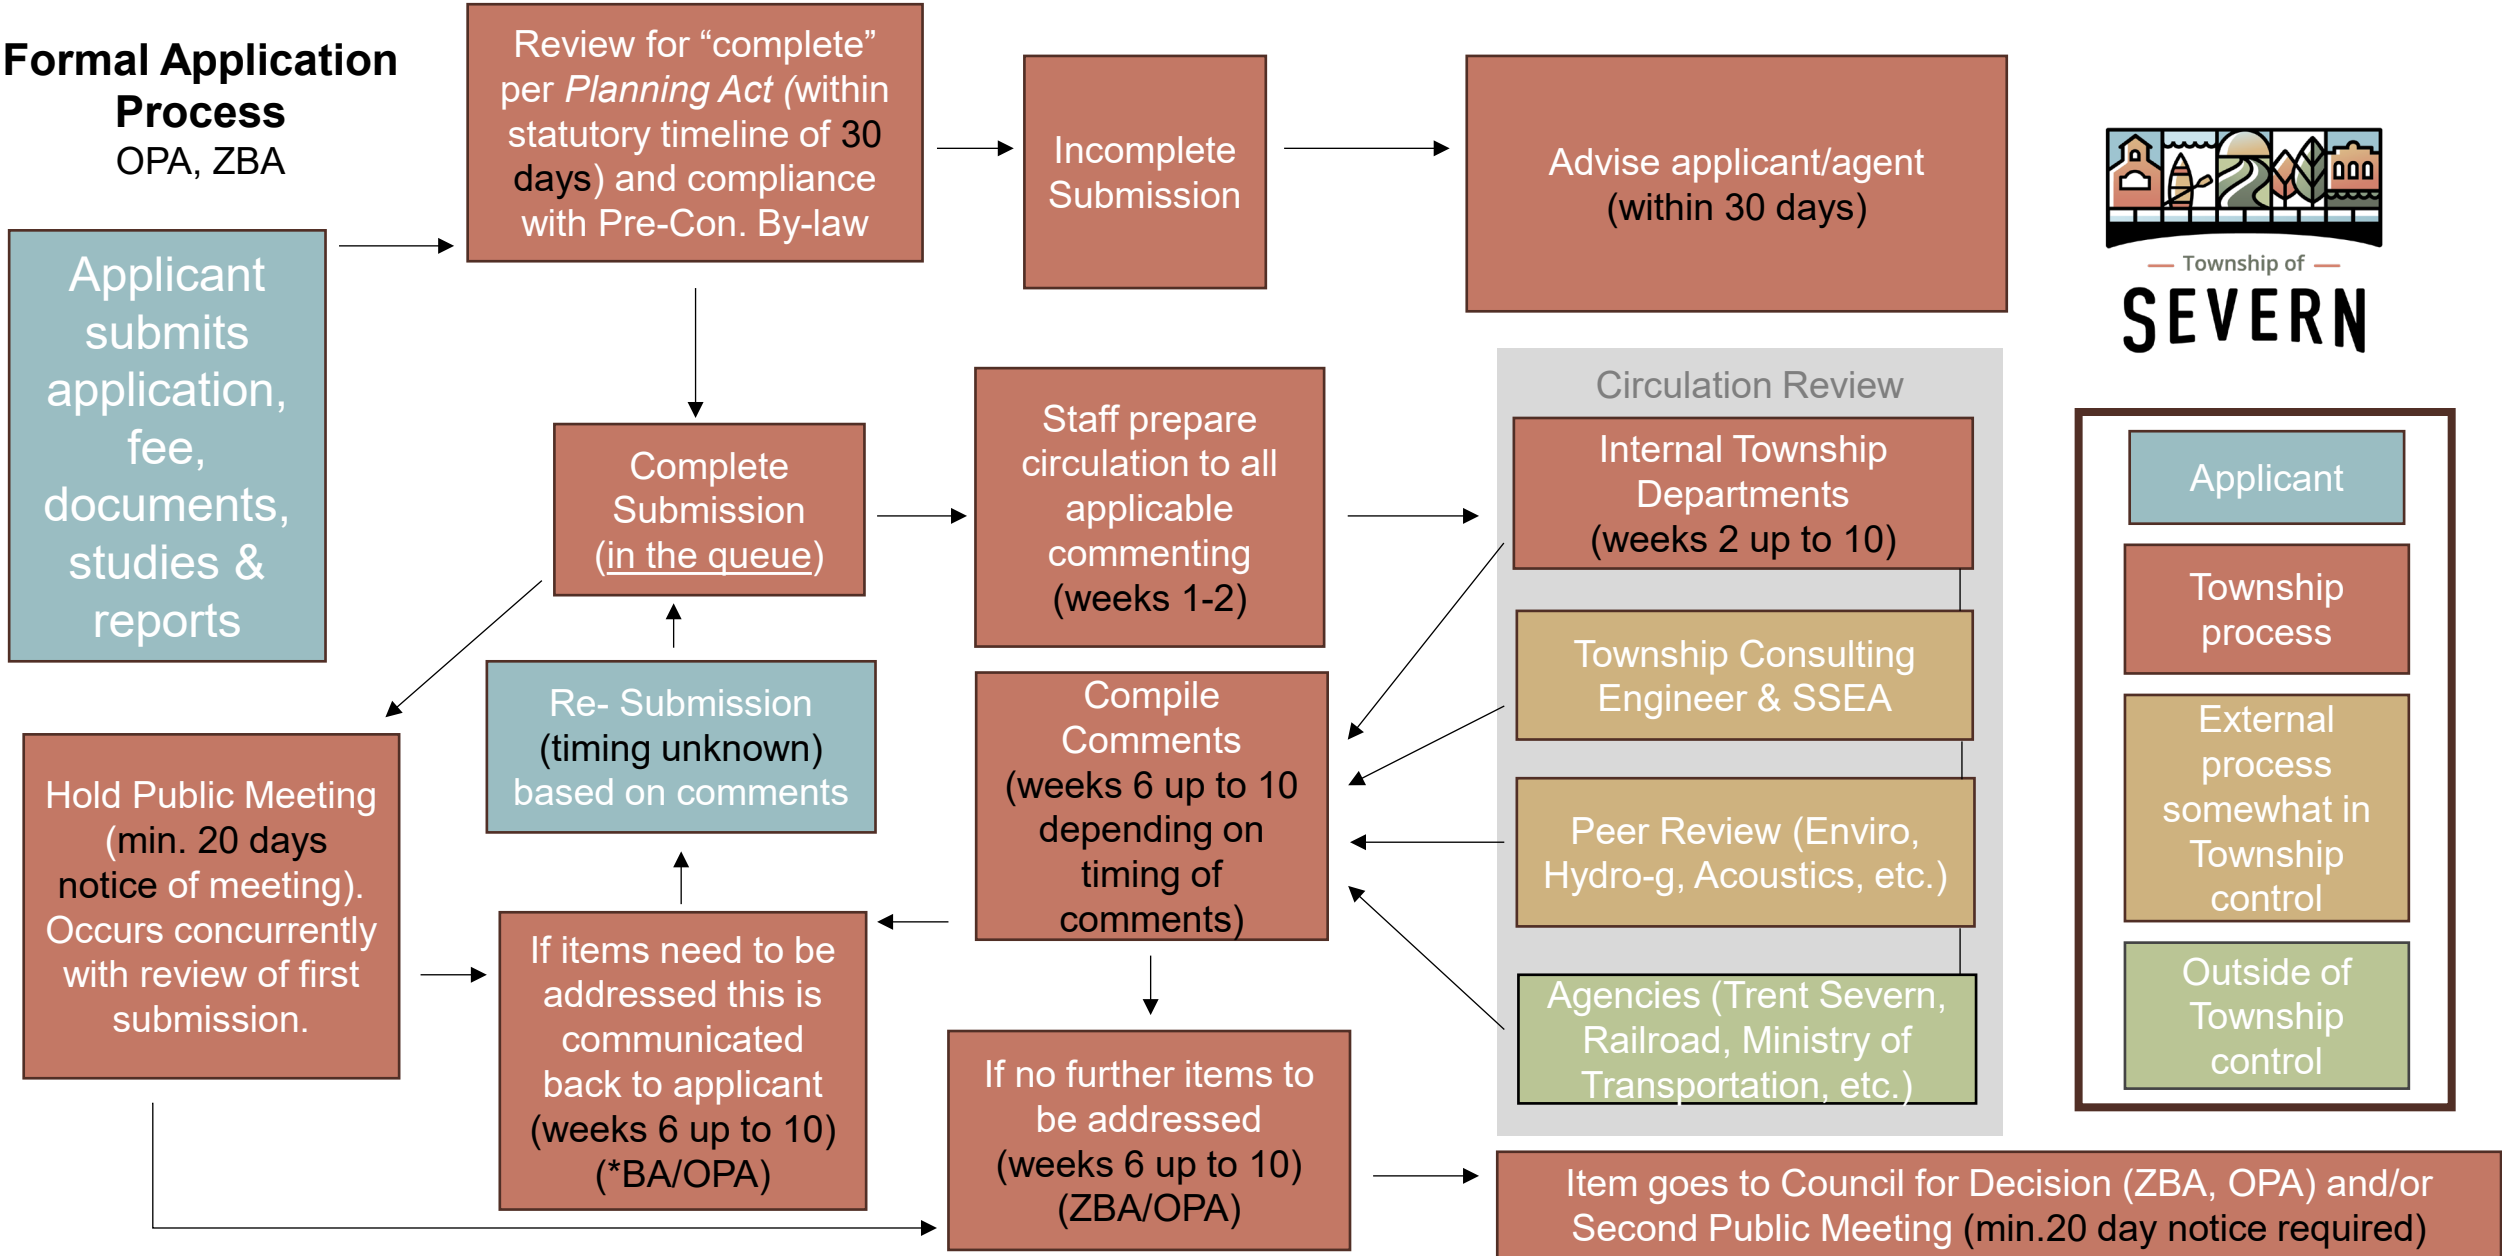 Formal Application
Process
OPA, ZBA
Review for “complete”
per Planning Act (within
statutory timeline of 30
days) and compliance
with Pre-Con. By-law
Incomplete
Submission
Advise applicant/agent
(within 30 days)
Township of
SEVERN
Applicant
submits
application,
fee,
documents,
studies &
reports
Complete
Submission
(in the queue)
Staff prepare
circulation to all
applicable
commenting
(weeks 1-2)
Circulation Review
Internal Township
Departments
(weeks 2 up to 10)
Township Consulting
Engineer & SSEA
Peer Review (Enviro,
Hydro-g, Acoustics, etc.)
Agencies (Trent Severn,
Railroad, Ministry of
Transportation, etc.)
Compile
Comments
(weeks 6 up to 10
depending on
timing of
comments)
Re- Submission
(timing unknown)
based on comments
Hold Public Meeting
(min. 20 days
notice of meeting).
Occurs concurrently
with review of first
submission.
If items need to be
addressed this is
communicated
back to applicant
(weeks 6 up to 10)
(*BA/OPA)
If no further items to
be addressed
(weeks 6 up to 10)
(ZBA/OPA)
Item goes to Council for Decision (ZBA, OPA) and/or
Second Public Meeting (min.20 day notice required)
Applicant
Township
process
External
process
somewhat in
Township
control
Outside of
Township
control